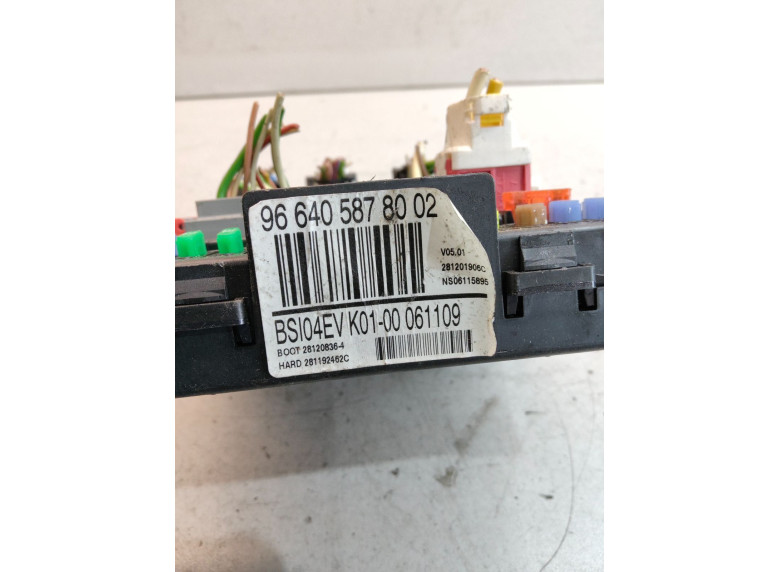 96 640 587 80 02
V05.01
281201906C
NS06115895
BSI04EV K01-00 061109
BOOT 28120836-4
HARD 281192462C